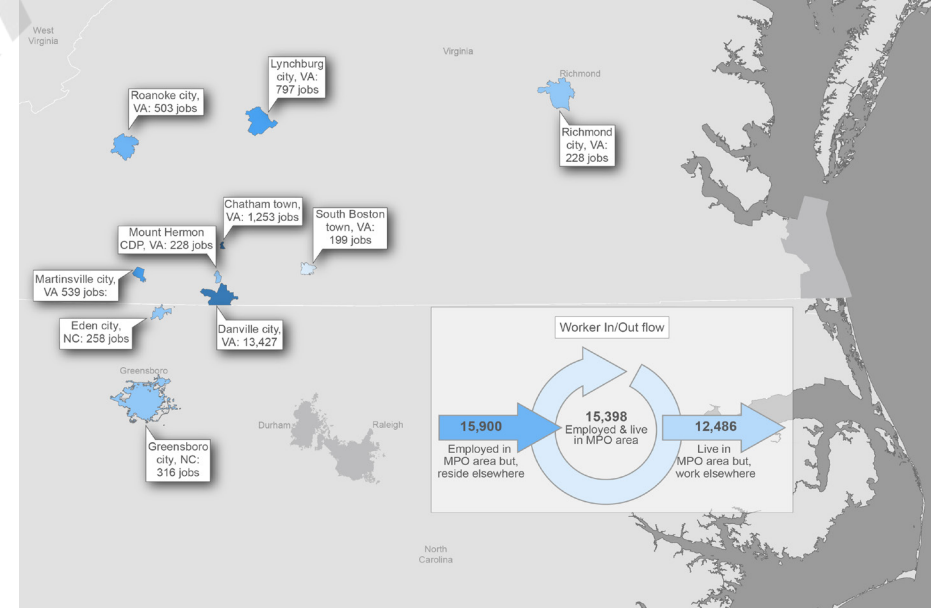 West
Virginia
Virginia
Lynchburg
city, VA:
797 jobs
Roanoke city,
VA: 503 jobs
Richmond
Richmond
city, VA:
228 jobs
Chatham town,
VA: 1,253 jobs
South Boston
town, VA:
199 jobs
Mount Hermon
CDP, VA: 228 jobs
Martinsville city,
VA 539 jobs:
Eden city,
NC: 258 jobs
Danville city,
VA: 13,427
Greensboro
Greensboro
city, NC:
316 jobs
Durham
Raleigh
North
Carolina
Worker In/Out flow
15,900
Employed in
MPO area but,
reside elsewhere
15,398
Employed & live
in MPO area
12,486
Live in
MPO area but,
work elsewhere